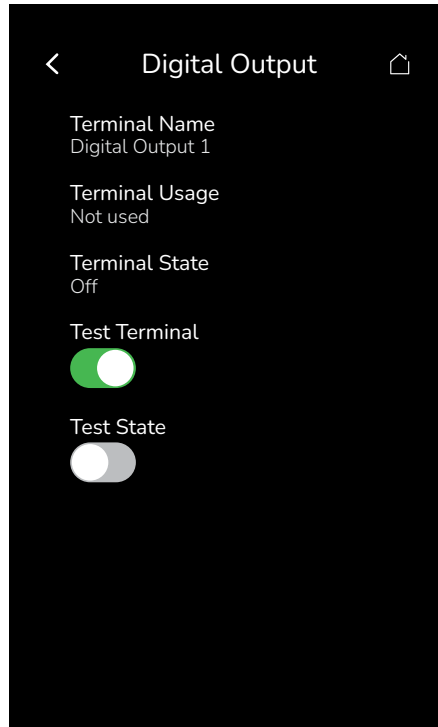 Digital Output
Terminal Name
Digital Output 1
Terminal Usage
Not used
Terminal State
Off
Test Terminal
Test State